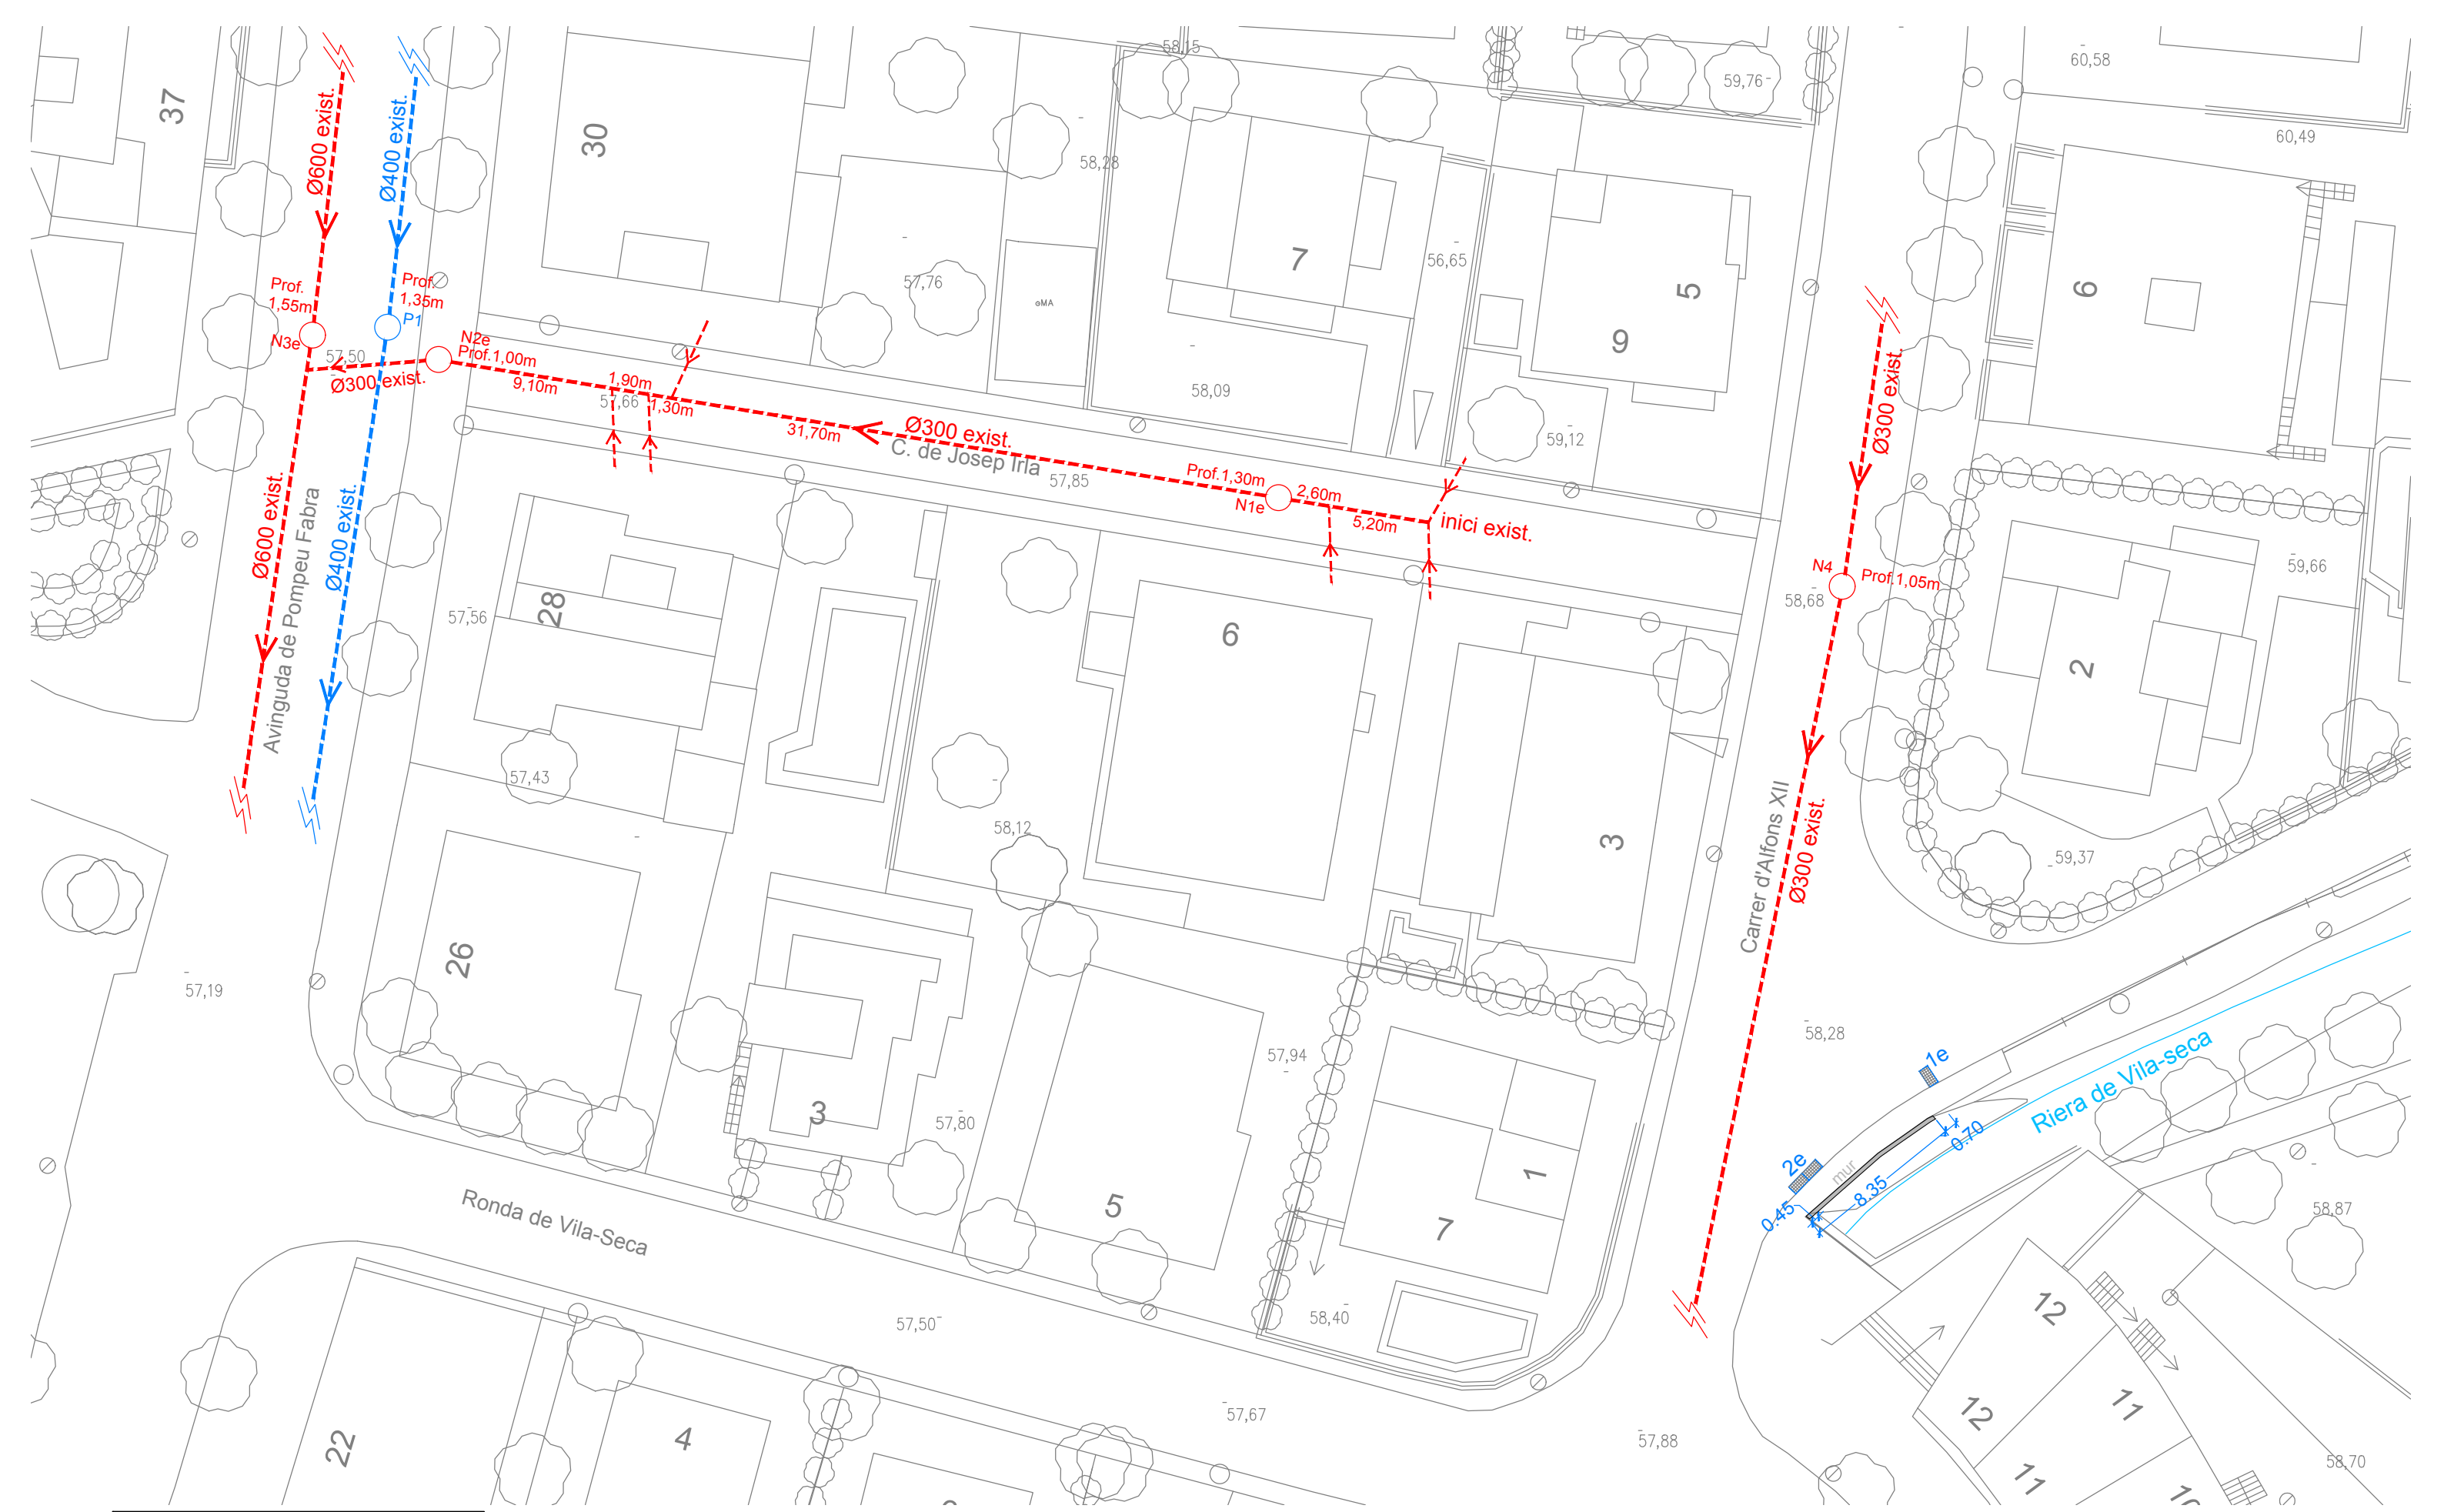 58,15
59,76
60,58
37
30
Ø600 exist.
Ø400 exist.
58,28
60,49
7
56,65
5
6
57,76
MA
Prof.
1,55m
Prof.
1,35m
P1
N3e
57,50
N2e
Prof.1,00m
Ø300 exist.
9,10m
1,90m
57,66
1,30m
9
58,09
Ø300 exist.
31,70m
Ø300 exist.
C. de Josep Irla
57,85
59,12
Prof.1,30m
N1e
2,60m
5,20m
inici exist.
Ø600 exist.
Ø400 exist.
Avinguda de Pompeu Fabra
57,56
28
6
N4
Prof.1,05m
58,68
59,66
2
57,43
58,12
3
Carrer d'Alfons XII
Ø300 exist.
59,37
26
57,19
58,28
57,94
1e
Riera de Vila-seca
3
57,80
5
1
7
2e
mur
0.70
8.35
0.45
58,87
Ronda de Vila-Seca
57,50
58,40
12
12
11
11
22
4
57,67
57,88
58,70